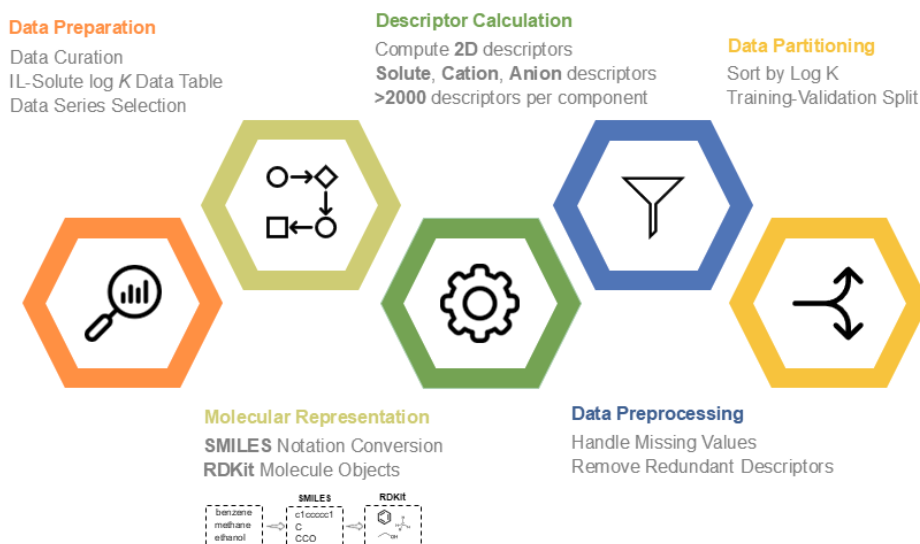 Data Preparation
Data Curation
IL-Solute log K Data Table
Data Series Selection
Descriptor Calculation
Compute 2D descriptors
Solute, Cation, Anion descriptors
>2000 descriptors per component
Data Partitioning
Sort by Log K
Training-Validation Split
Molecular Representation
SMILES Notation Conversion
RDKit Molecule Objects
SMILES
RDKit
benzene
methane
ethanol
c1ccccc1
C
CCO
Data Preprocessing
Handle Missing Values
Remove Redundant Descriptors